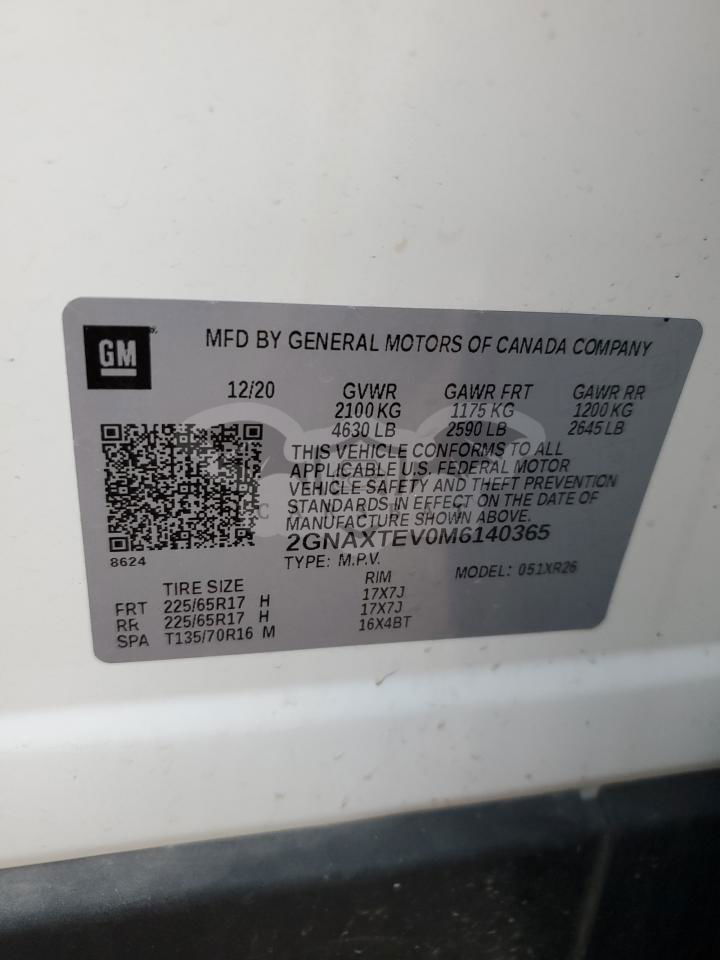 GM
MFD BY GENERAL MOTORS OF CANADA COMPANY
12/20 GVWR GAWR FRT GAWR RR
2100 KG 1175 KG 1200 KG
4630 LB 2590 LB 2645 LB
THIS VEHICLE CONFORMS TO ALL
APPLICABLE U.S. FEDERAL MOTOR
VEHICLE SAFETY AND THEFT PREVENTION
STANDARDS IN EFFECT ON THE DATE OF
MANUFACTURE SHOWN ABOVE.
2GNAXTEV0M6140365
8624
TYPE: M.P.V. MODEL: 051XR26
TIRE SIZE RIM
FRT 225/65R17 H 17X7J
RR 225/65R17 H 17X7J
SPA T135/70R16 M 16X4BT